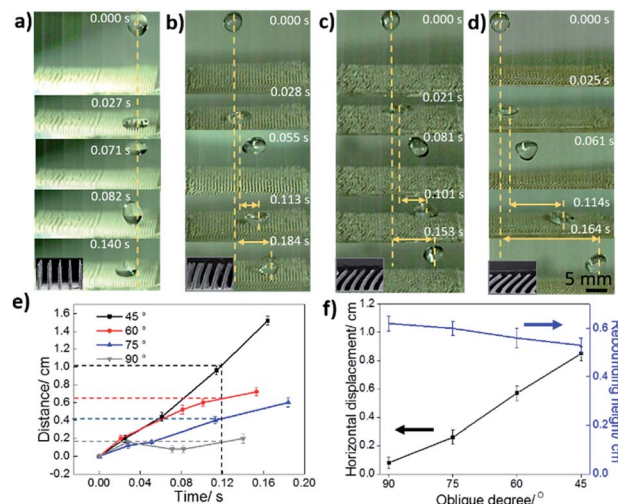 a)
0.000 s
0.027 s
0.071 s
0.082 s
0.140 s
b)
0.000 s
0.028 s
0.055 s
0.113 s
0.184 s
c)
0.000 s
0.021 s
0.081 s
0.101 s
0.153 s
d)
0.000 s
0.025 s
0.061 s
0.114s
0.164 s
5 mm
e)
Distance/ cm
1.6
1.4
1.2
1.0
0.8
0.6
0.4
0.2
0.0
-0.2
45 °
60 °
75 °
90 °
0.00 0.04 0.08 0.12 0.16 0.20
Time/ s
f)
Horizontal displacement/ cm
1.2
1.0
0.8
0.6
0.4
0.2
0.0
90 75 60 45
Oblique degree/°
0.6
0.4
0.2
0.0
Rebounding height/ cm